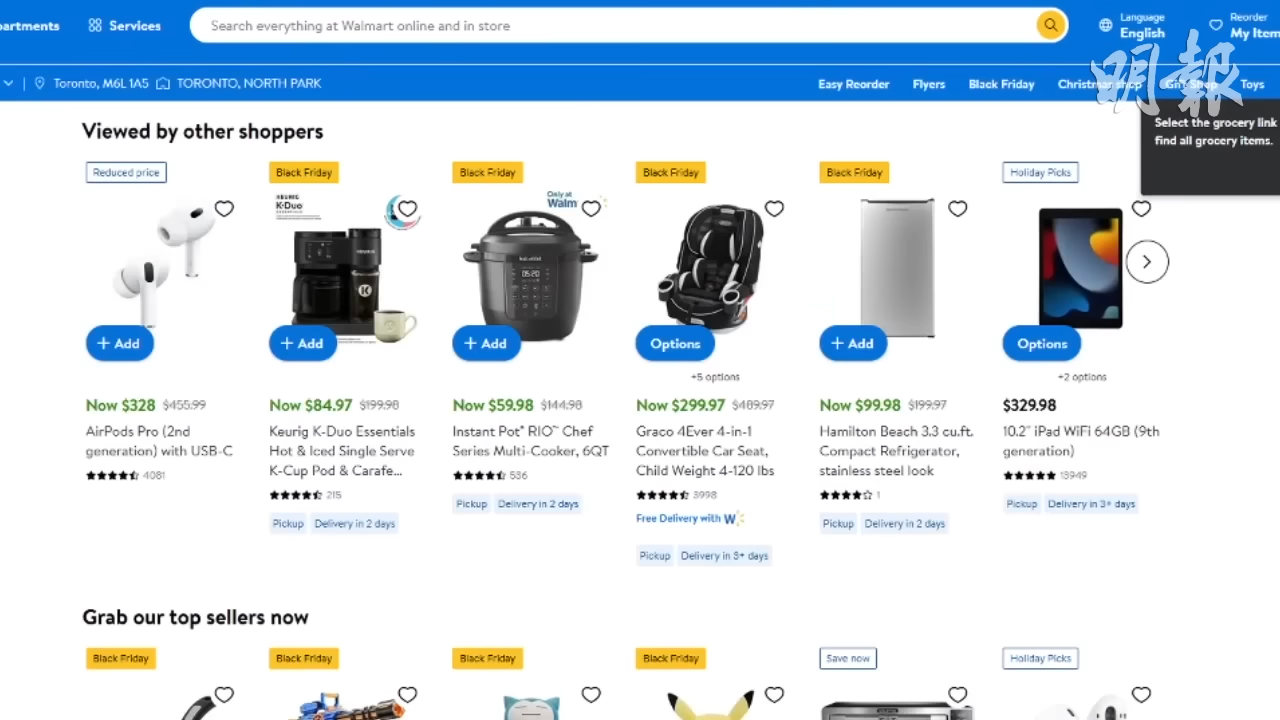 partments
Services
Search everything at Walmart online and in store
Language
English
Reorder
My Item
明報
Toronto, M6L 1A5
TORONTO, NORTH PARK
Easy Reorder
Flyers
Black Friday
Christmas shop
Gift Shop
Toys
Select the grocery link
find all grocery items.
Viewed by other shoppers
Reduced price
+ Add
Now $328 $455.99
AirPods Pro (2nd
generation) with USB-C
4081
Black Friday
KEURIG
K-Duo
+ Add
Now $84.97 $199.98
Keurig K-Duo Essentials
Hot & Iced Single Serve
K-Cup Pod & Carafe...
215
Pickup Delivery in 2 days
Black Friday
Only at
Walm
05:20
+ Add
Now $59.98 $144.98
Instant Pot® RIO™ Chef
Series Multi-Cooker, 6QT
536
Pickup Delivery in 2 days
Black Friday
Options
+5 options
Now $299.97 $489.97
Graco 4Ever 4-in-1
Convertible Car Seat,
Child Weight 4-120 lbs
3998
Free Delivery with W
Pickup Delivery in 3+ days
Black Friday
+ Add
Now $99.98 $199.97
Hamilton Beach 3.3 cu.ft.
Compact Refrigerator,
stainless steel look
1
Pickup Delivery in 2 days
Holiday Picks
Options
+2 options
$329.98
10.2" iPad WiFi 64GB (9th
generation)
13949
Pickup Delivery in 3+ days
Grab our top sellers now
Black Friday
Black Friday
Black Friday
Black Friday
Save now
Holiday Picks